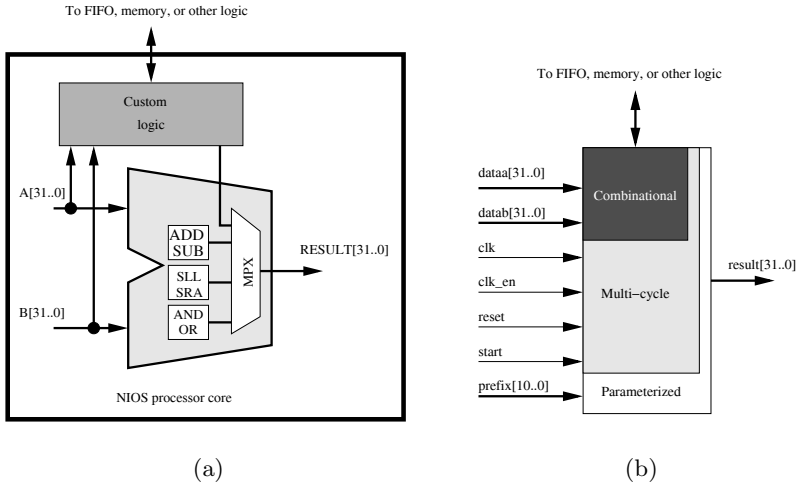 To FIFO, memory, or other logic
Custom
logic
A[31..0]
B[31..0]
ADD
SUB
SLL
SRA
AND
OR
MPX
RESULT[31..0]
NIOS processor core
(a)
To FIFO, memory, or other logic
dataa[31..0]
datab[31..0]
clk
clk_en
reset
start
prefix[10..0]
Combinational
Multi−cycle
Parameterized
result[31..0]
(b)